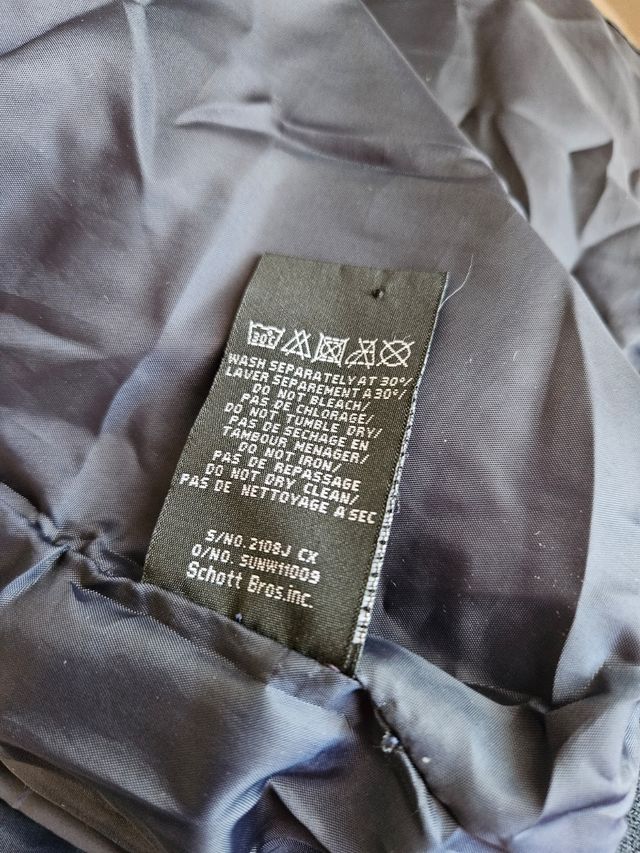 30°
WASH SEPARATELY AT 30°/
LAVER SEPAREMENT A 30°/
DO NOT BLEACH/
PAS DE CHLORAGE/
DO NOT TUMBLE DRY/
PAS DE SECHAGE EN
TAMBOUR MENAGER/
DO NOT IRON/
PAS DE REPASSAGE
DO NOT DRY CLEAN/
PAS DE NETTOYAGE A SEC
S/NO.2108J CX
O/NO. SUNW11009
Schott Bros.inc.